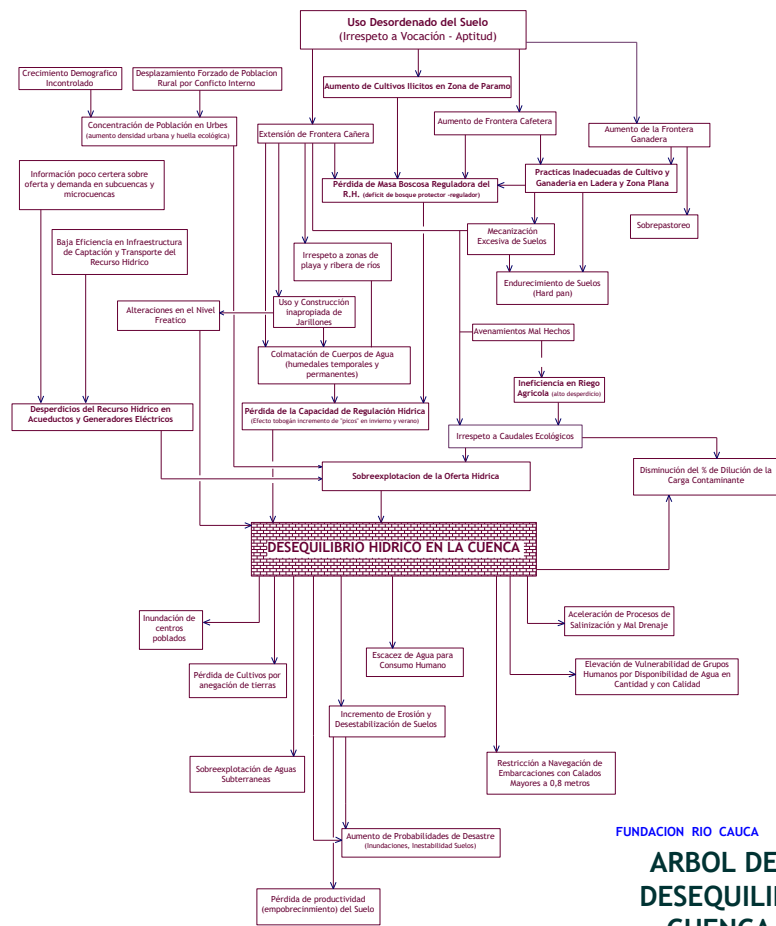 Uso Desordenado del Suelo
(Irrespeto a Vocación - Aptitud)
Crecimiento Demografico
Incontrolado
Desplazamiento Forzado de Poblacion
Rural por Conficto Interno
Aumento de Cultivos Ilicitos en Zona de Paramo
Concentración de Población en Urbes
(aumento densidad urbana y huella ecológica)
Extensión de Frontera Cañera
Aumento de Frontera Cafetera
Aumento de la Frontera
Ganadera
Información poco certera sobre
oferta y demanda en subcuencas y
microcuencas
Pérdida de Masa Boscosa Reguladora del
R.H. (deficit de bosque protector -regulador)
Practicas Inadecuadas de Cultivo y
Ganadería en Ladera y Zona Plana
Sobrepastoreo
Baja Eficiencia en Infraestructura
de Captación y Transporte del
Recurso Hídrico
Mecanización
Excesiva de Suelos
Irrespeto a zonas de
playa y ribera de ríos
Endurecimiento de Suelos
(Hard pan)
Alteraciones en el Nivel
Freatico
Uso y Construcción
inapropiada de
Jarillones
Avenamientos Mal Hechos
Colmatación de Cuerpos de Agua
(humedales temporales y
permanentes)
Ineficiencia en Riego
Agricola (alto desperdicio)
Desperdicios del Recurso Hídrico en
Acueductos y Generadores Eléctricos
Pérdida de la Capacidad de Regulación Hídrica
(Efecto tobogán incremento de "picos" en invierno y verano)
Irrespeto a Caudales Ecológicos
Sobreexplotacion de la Oferta Hídrica
Disminución del % de Dilución de la
Carga Contaminante
DESEQUILIBRIO HIDRICO EN LA CUENCA
Inundación de
centros
poblados
Aceleración de Procesos de
Salinización y Mal Drenaje
Escacez de Agua para
Consumo Humano
Pérdida de Cultivos por
anegación de tierras
Elevación de Vulnerabilidad de Grupos
Humanos por Disponibilidad de Agua en
Cantidad y con Calidad
Incremento de Erosión y
Desestabilización de Suelos
Sobreexplotación de Aguas
Subterraneas
Restricción a Navegación de
Embarcaciones con Calados
Mayores a 0,8 metros
Aumento de Probabilidades de Desastre
(Inundaciones, Inestabilidad Suelos)
FUNDACION RIO CAUCA
ARBOL DE
DESEQUILI
CUENCA
Pérdida de productividad
(empobrecinmiento) del Suelo